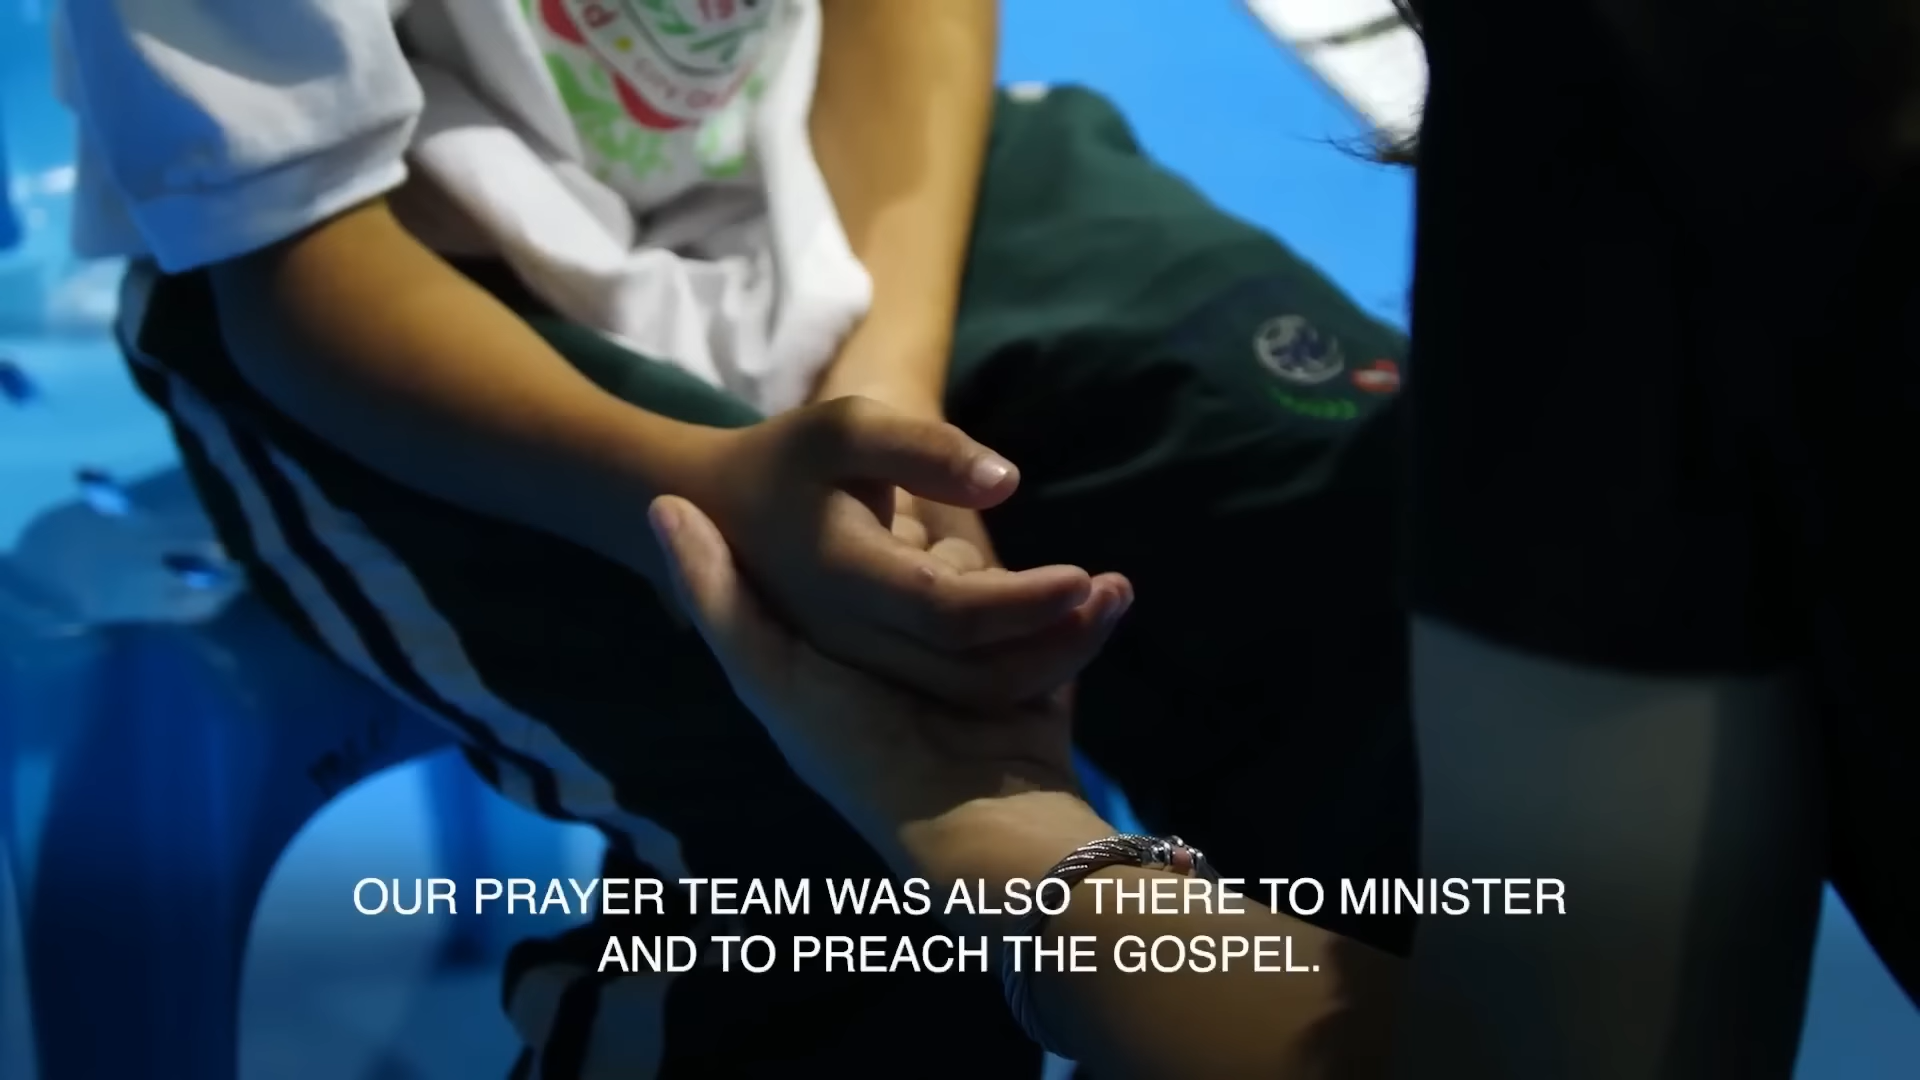 OUR PRAYER TEAM WAS ALSO THERE TO MINISTER
AND TO PREACH THE GOSPEL.